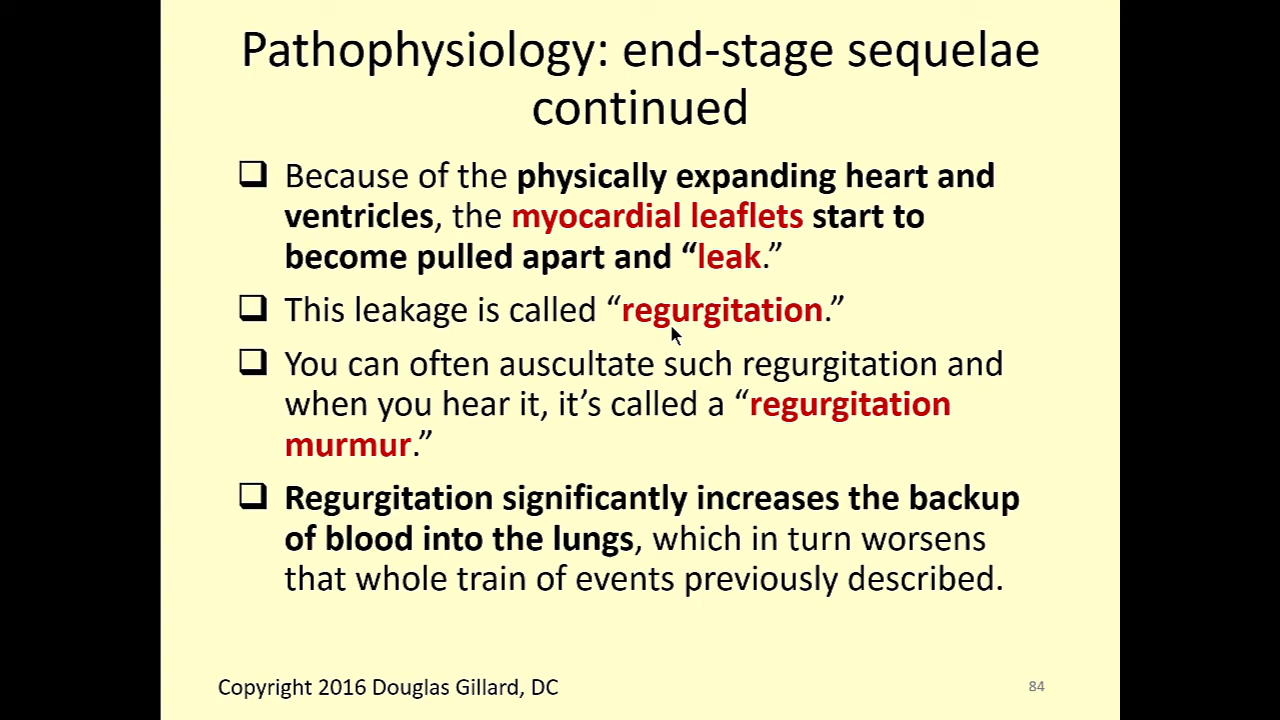 Pathophysiology: end-stage sequelae
continued
❑ Because of the physically expanding heart and
ventricles, the myocardial leaflets start to
become pulled apart and “leak.”
❑ This leakage is called “regurgitation.”
❑ You can often auscultate such regurgitation and
when you hear it, it’s called a “regurgitation
murmur.”
❑ Regurgitation significantly increases the backup
of blood into the lungs, which in turn worsens
that whole train of events previously described.
Copyright 2016 Douglas Gillard, DC
84